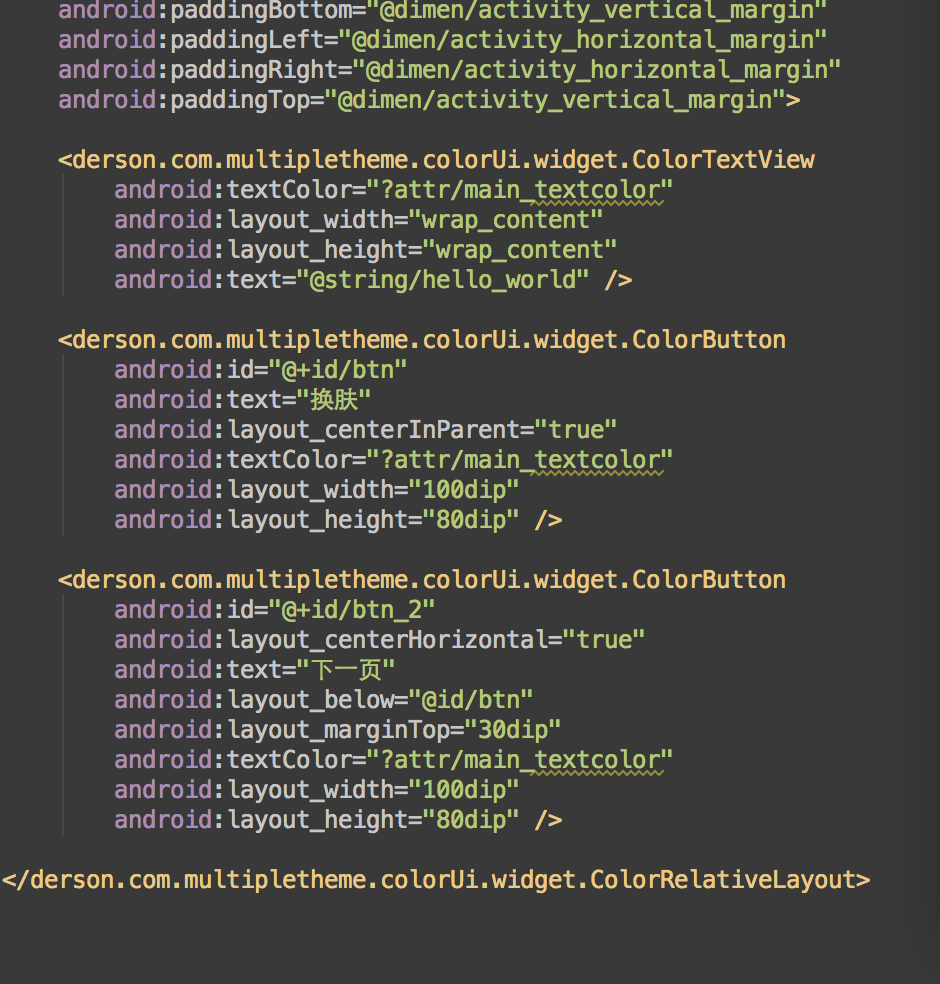 android:paddingBottom="@dimen/activity_vertical_margin"
android:paddingLeft="@dimen/activity_horizontal_margin"
android:paddingRight="@dimen/activity_horizontal_margin"
android:paddingTop="@dimen/activity_vertical_margin">
<derson.com.multipletheme.colorUi.widget.ColorTextView
android:textColor="?attr/main_textcolor"
android:layout_width="wrap_content"
android:layout_height="wrap_content"
android:text="@string/hello_world" />
<derson.com.multipletheme.colorUi.widget.ColorButton
android:id="@+id/btn"
android:text="换肤"
android:layout_centerInParent="true"
android:textColor="?attr/main_textcolor"
android:layout_width="100dip"
android:layout_height="80dip" />
<derson.com.multipletheme.colorUi.widget.ColorButton
android:id="@+id/btn_2"
android:layout_centerHorizontal="true"
android:text="下一页"
android:layout_below="@id/btn"
android:layout_marginTop="30dip"
android:textColor="?attr/main_textcolor"
android:layout_width="100dip"
android:layout_height="80dip" />
</derson.com.multipletheme.colorUi.widget.ColorRelativeLayout>